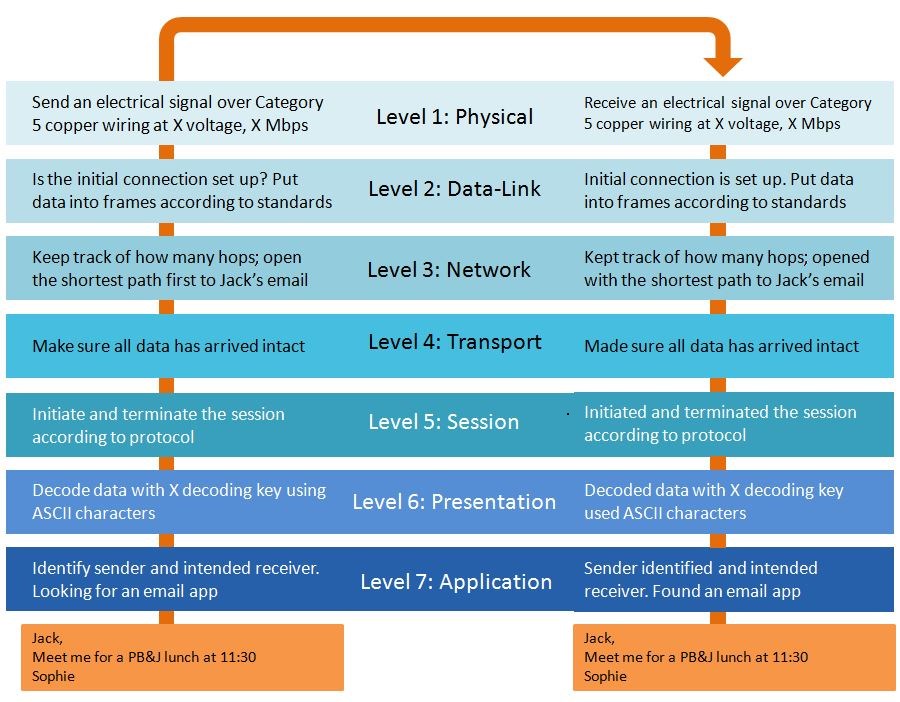 Send an electrical signal over Category
5 copper wiring at X voltage, X Mbps
Level 1: Physical
Receive an electrical signal over Category
5 copper wiring at X voltage, X Mbps
Is the initial connection set up? Put
data into frames according to standards
Level 2: Data-Link
Initial connection is set up. Put data
into frames according to standards
Keep track of how many hops; open
the shortest path first to Jack’s email
Level 3: Network
Kept track of how many hops; opened
with the shortest path to Jack’s email
Make sure all data has arrived intact
Level 4: Transport
Made sure all data has arrived intact
Initiate and terminate the session
according to protocol
Level 5: Session
Initiated and terminated the session
according to protocol
Decode data with X decoding key using
ASCII characters
Level 6: Presentation
Decoded data with X decoding key
used ASCII characters
Identify sender and intended receiver.
Looking for an email app
Level 7: Application
Sender identified and intended
receiver. Found an email app
Jack,
Meet me for a PB&J lunch at 11:30
Sophie
Jack,
Meet me for a PB&J lunch at 11:30
Sophie